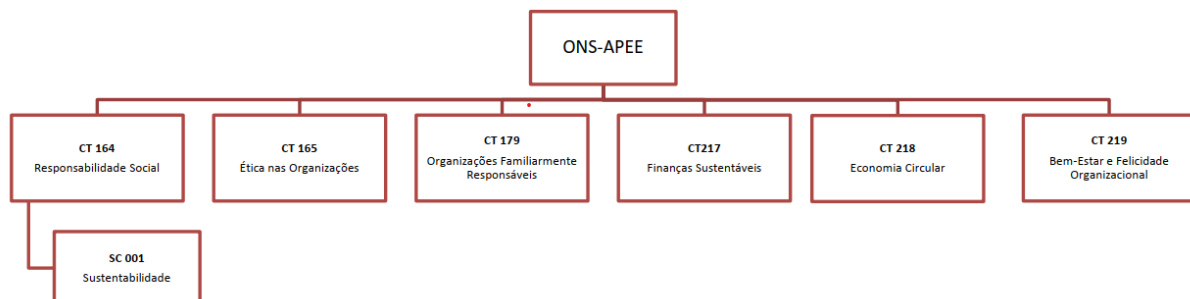 ONS-APEE
CT 164
Responsabilidade Social
CT 165
Ética nas Organizações
CT 179
Organizações Familiarmente
Responsáveis
CT217
Finanças Sustentáveis
CT 218
Economia Circular
CT 219
Bem-Estar e Felicidade
Organizacional
SC 001
Sustentabilidade